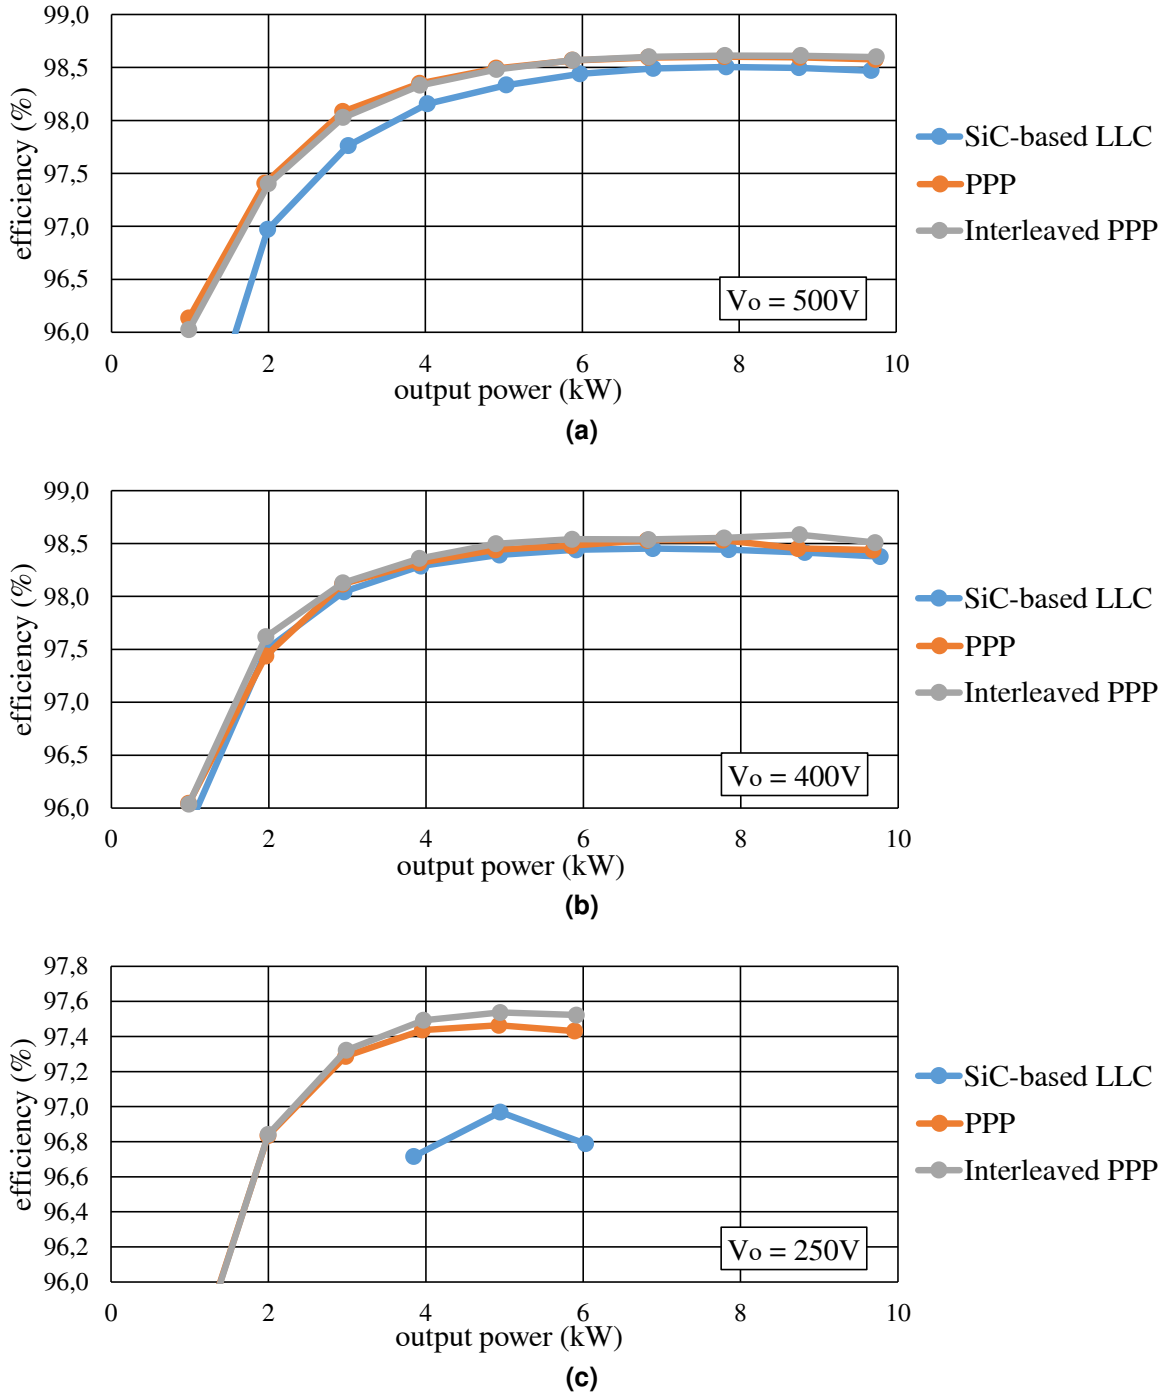 99,0
98,5
98,0
97,5
97,0
96,5
96,0
efficiency (%)
0 2 4 6 8 10
output power (kW)
SiC-based LLC
PPP
Interleaved PPP
Vo = 500V
(a)
99,0
98,5
98,0
97,5
97,0
96,5
96,0
efficiency (%)
0 2 4 6 8 10
output power (kW)
SiC-based LLC
PPP
Interleaved PPP
Vo = 400V
(b)
97,8
97,6
97,4
97,2
97,0
96,8
96,6
96,4
96,2
96,0
efficiency (%)
0 2 4 6 8 10
output power (kW)
SiC-based LLC
PPP
Interleaved PPP
Vo = 250V
(c)